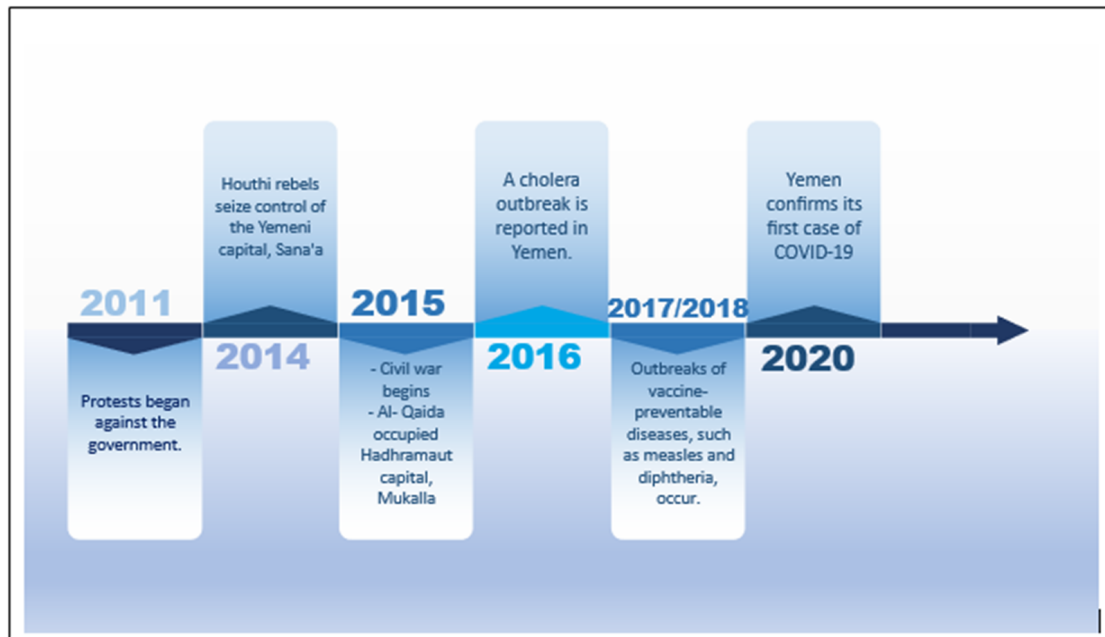 2011
Protests began
against the
government.
Houthi rebels
seize control of
the Yemeni
capital, Sana'a
2014
2015
- Civil war
begins
- Al- Qaida
occupied
Hadhramaut
capital,
Mukalla
A cholera
outbreak is
reported in
Yemen.
2016
2017/2018
Outbreaks of
vaccine-
preventable
diseases, such
as measles and
diphtheria,
occur.
Yemen
confirms its
first case of
COVID-19
2020